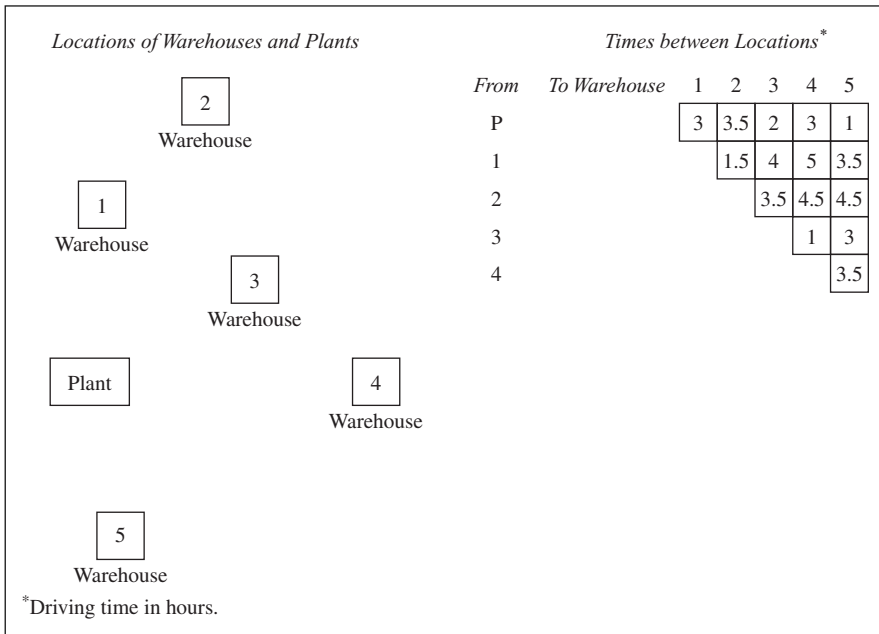 Locations of Warehouses and Plants
2
Warehouse
1
Warehouse
3
Warehouse
Plant
4
Warehouse
5
Warehouse
*Driving time in hours.
Times between Locations*
From To Warehouse 1 2 3 4 5
P 3 3.5 2 3 1
1 1.5 4 5 3.5
2 3.5 4.5 4.5
3 1 3
4 3.5